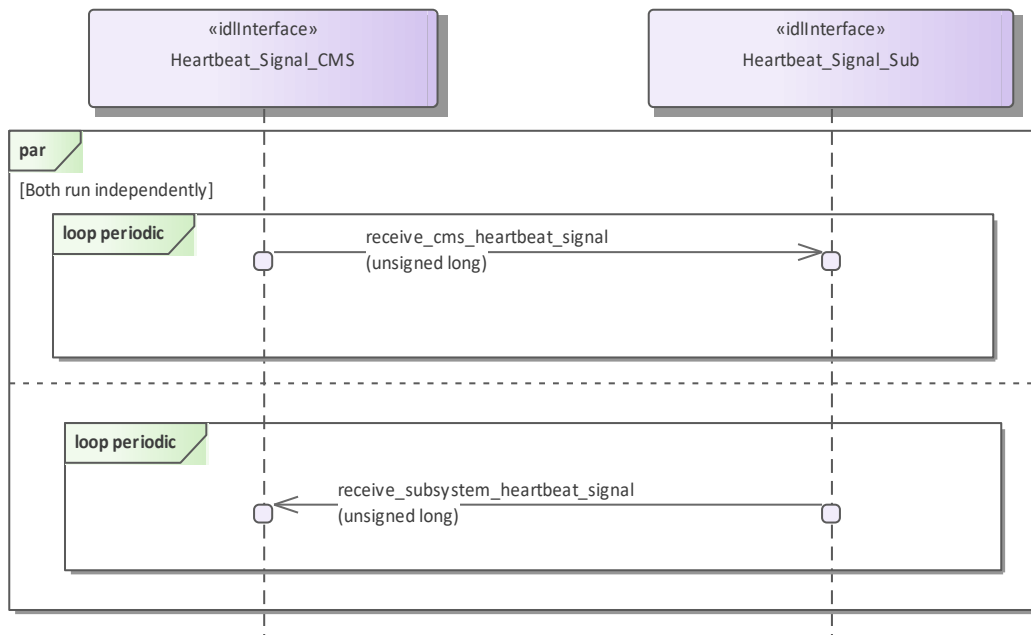 «idlInterface»
Heartbeat_Signal_CMS
«idlInterface»
Heartbeat_Signal_Sub
par
[Both run independently]
loop periodic
receive_cms_heartbeat_signal
(unsigned long)
loop periodic
receive_subsystem_heartbeat_signal
(unsigned long)